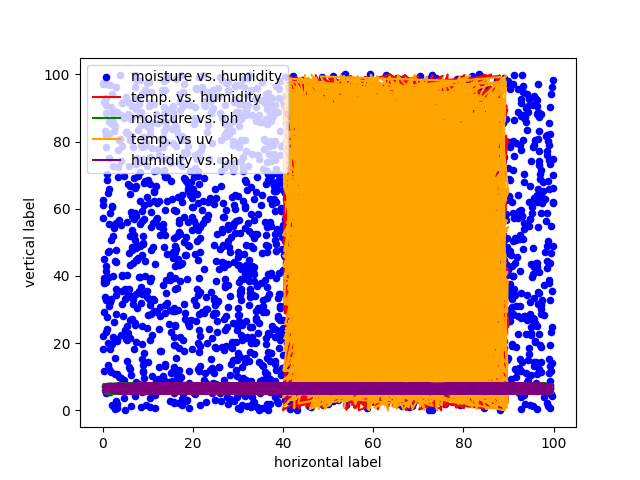 100
80
60
40
20
0
vertical label
moisture vs. humidity
temp. vs. humidity
moisture vs. ph
temp. vs uv
humidity vs. ph
0 20 40 60 80 100
horizontal label